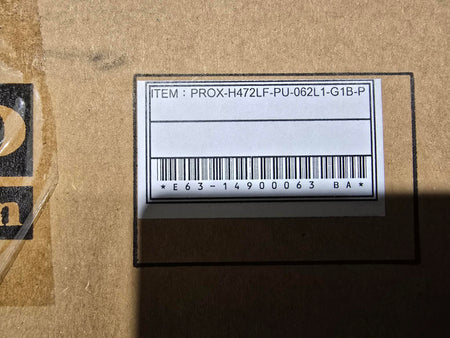 ITEM : PROX-H472LF-PU-062L1-G1B-P
*E63-14900063 BA*